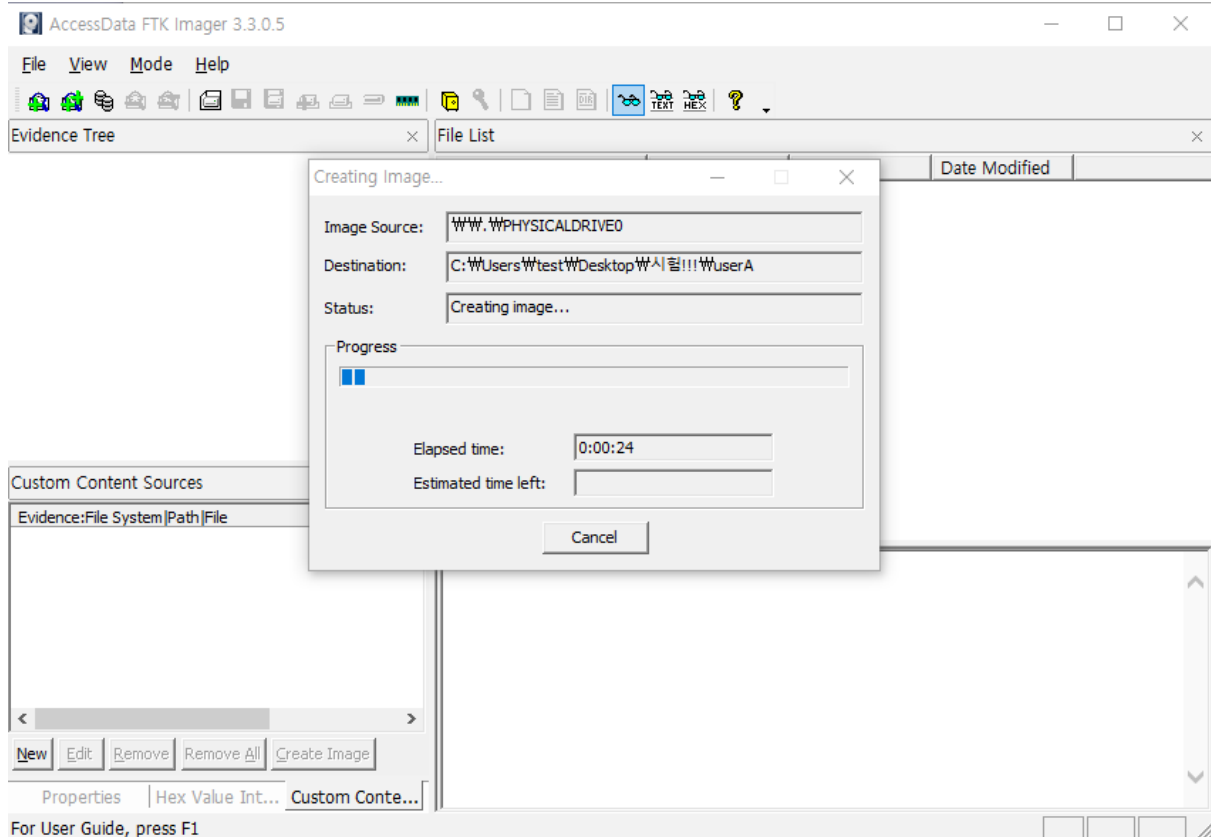 AccessData FTK Imager 3.3.0.5
File View Mode Help
TEXT HEX
Evidence Tree
File List
Date Modified
Creating Image...
Image Source: ₩₩.₩PHYSICALDRIVE0
Destination: C:₩Users₩test₩Desktop₩시험!!!₩userA
Status: Creating image...
Progress
Elapsed time: 0:00:24
Estimated time left:
Cancel
Custom Content Sources
Evidence:File System|Path|File
New Edit Remove Remove All Create Image
Properties Hex Value Int... Custom Conte...
For User Guide, press F1